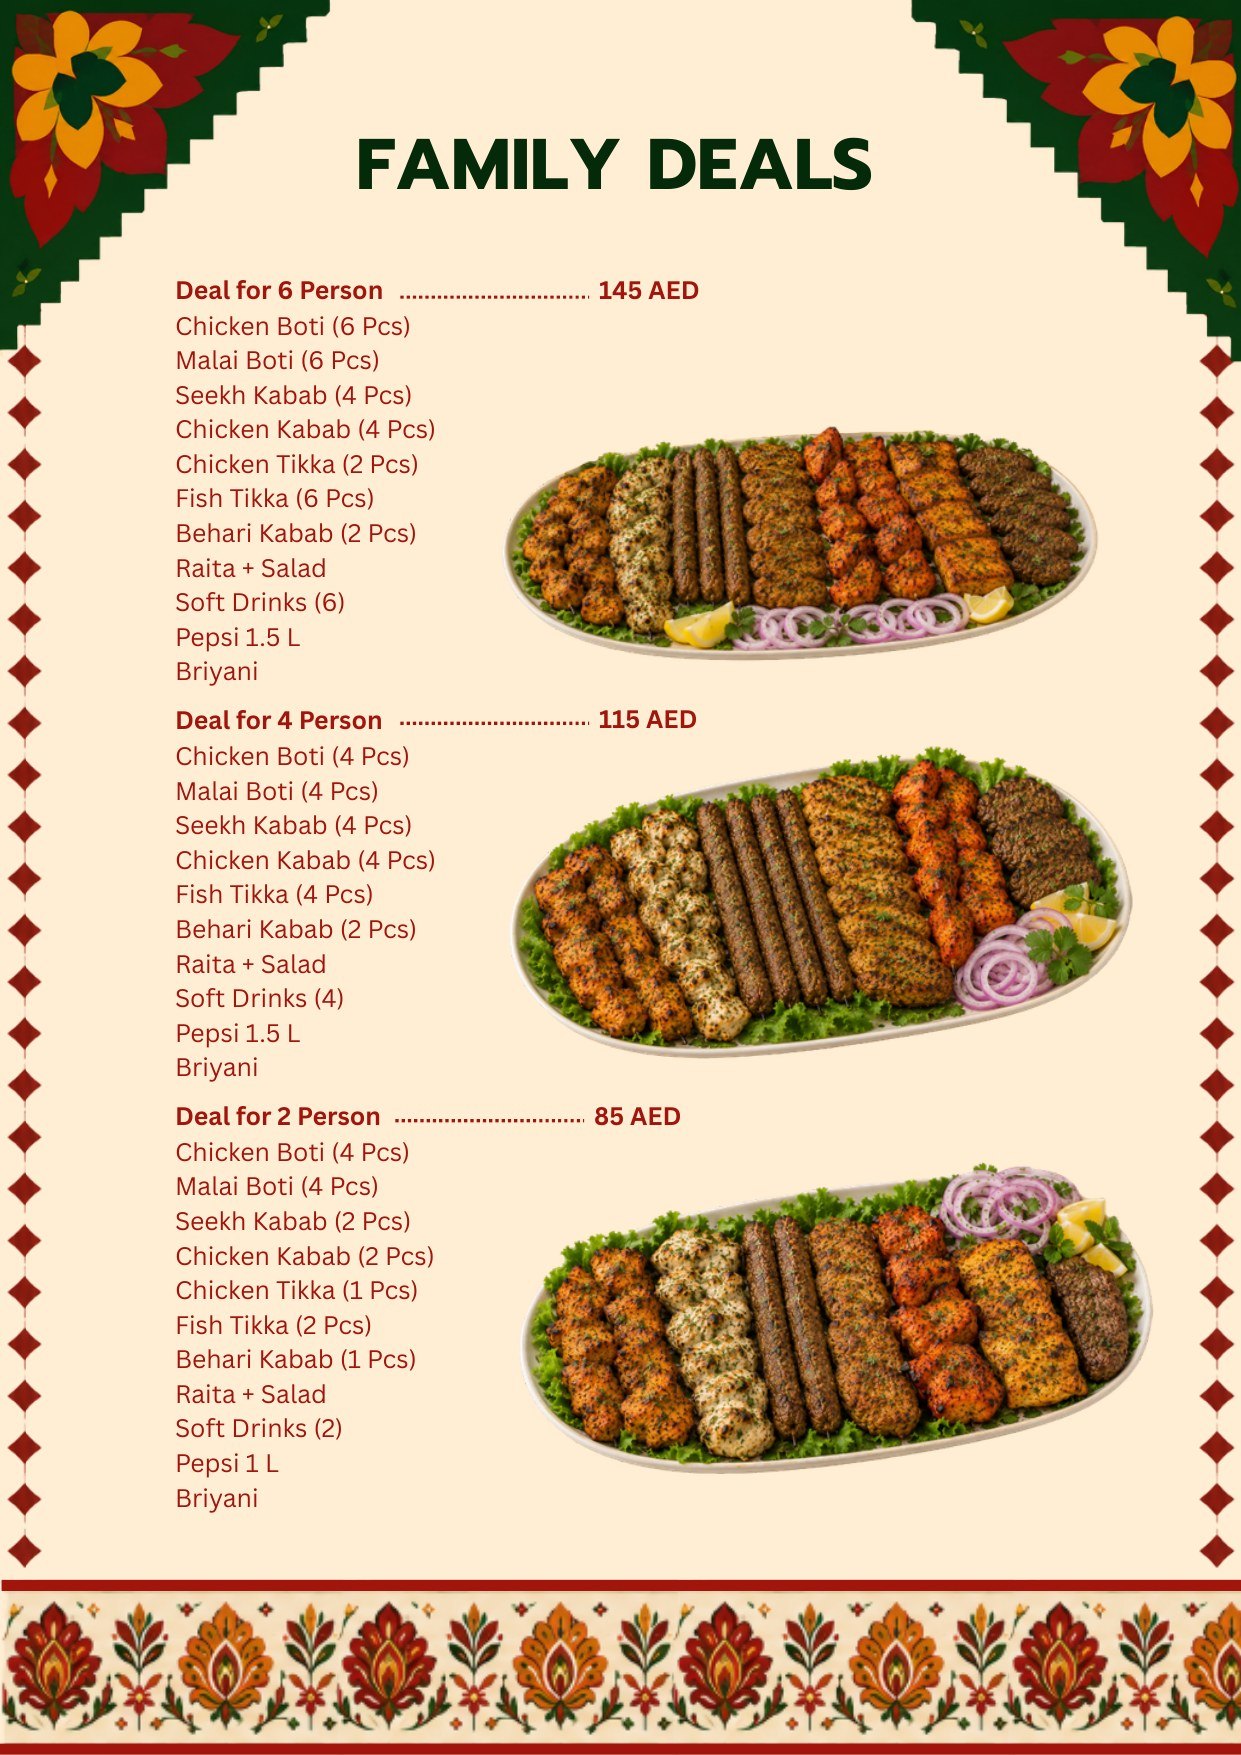 FAMILY DEALS
Deal for 6 Person ................................ 145 AED
Chicken Boti (6 Pcs)
Malai Boti (6 Pcs)
Seekh Kabab (4 Pcs)
Chicken Kabab (4 Pcs)
Chicken Tikka (2 Pcs)
Fish Tikka (6 Pcs)
Behari Kabab (2 Pcs)
Raita + Salad
Soft Drinks (6)
Pepsi 1.5 L
Briyani
Deal for 4 Person ................................ 115 AED
Chicken Boti (4 Pcs)
Malai Boti (4 Pcs)
Seekh Kabab (4 Pcs)
Chicken Kabab (4 Pcs)
Fish Tikka (4 Pcs)
Behari Kabab (2 Pcs)
Raita + Salad
Soft Drinks (4)
Pepsi 1.5 L
Briyani
Deal for 2 Person ................................ 85 AED
Chicken Boti (4 Pcs)
Malai Boti (4 Pcs)
Seekh Kabab (2 Pcs)
Chicken Kabab (2 Pcs)
Chicken Tikka (1 Pcs)
Fish Tikka (2 Pcs)
Behari Kabab (1 Pcs)
Raita + Salad
Soft Drinks (2)
Pepsi 1 L
Briyani